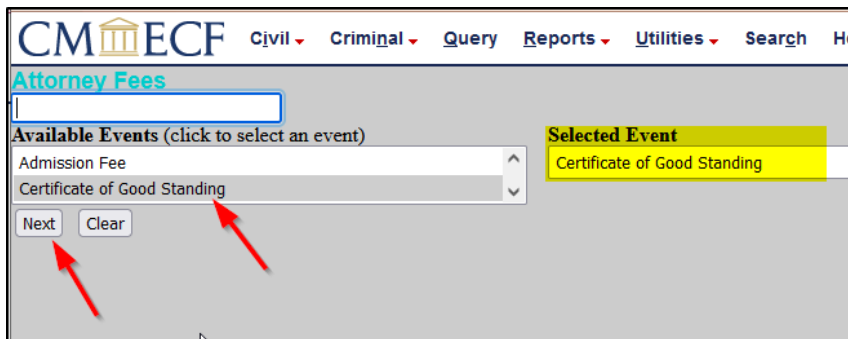 CM ECF Civil Criminal Query Reports Utilities Search
Attorney Fees
Available Events (click to select an event)
Selected Event
Admission Fee
Certificate of Good Standing
Certificate of Good Standing
Next Clear